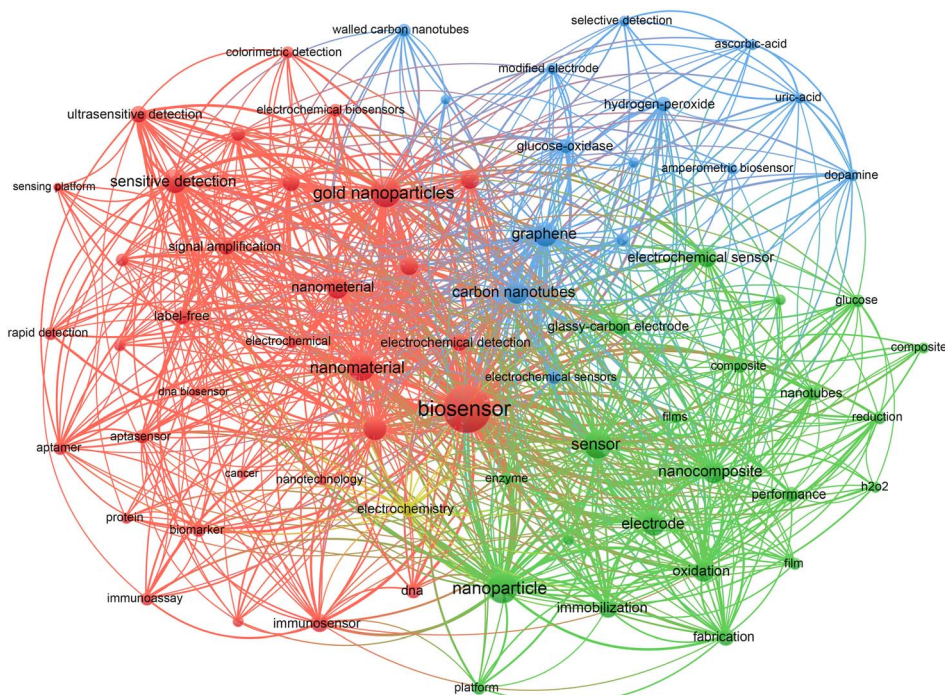 selective detection
walled carbon nanotubes
ascorbic-acid
colorimetric detection
modified electrode
uric-acid
hydrogen-peroxide
electrochemical biosensors
ultrasensitive detection
glucose-oxidase
amperometric biosensor
dopamine
sensitive detection
sensing platform
gold nanoparticles
graphene
signal amplification
electrochemical sensor
nanometerial
carbon nanotubes
glucose
label-free
glassy-carbon electrode
rapid detection
electrochemical
electrochemical detection
composites
nanomaterial
composite
electrochemical sensors
dna biosensor
nanotubes
biosensor
films
reduction
aptamer
aptasensor
sensor
cancer
nanotechnology
enzyme
nanocomposite
h2o2
performance
electrochemistry
protein
biomarker
electrode
film
oxidation
nanoparticle
dna
immunoassay
immobilization
immunosensor
fabrication
platform